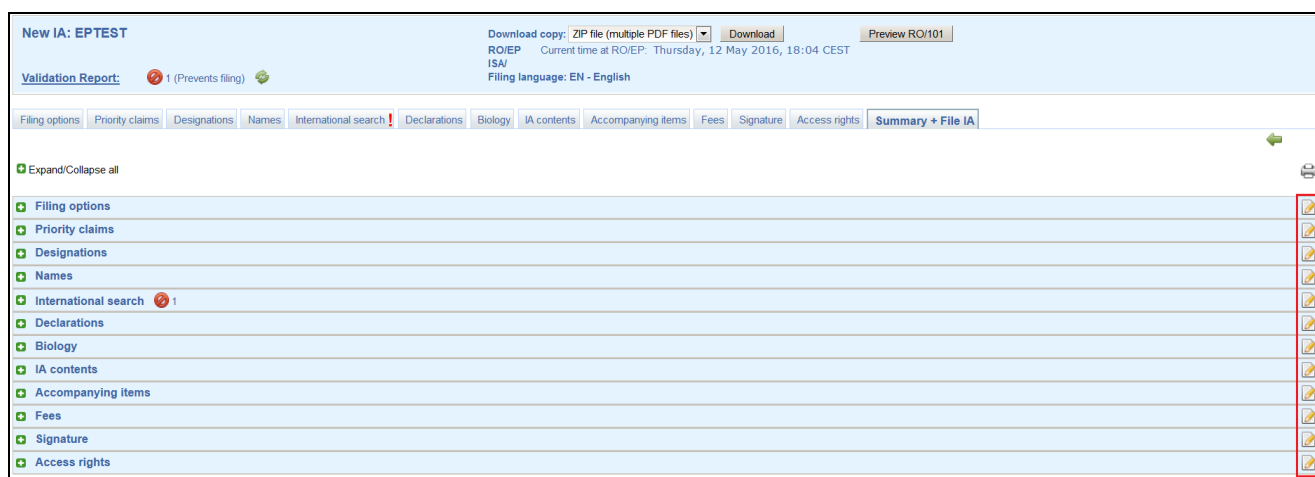 New IA: EPTEST
Download copy: ZIP file (multiple PDF files) Download Preview RO/101
RO/EP Current time at RO/EP: Thursday, 12 May 2016, 18:04 CEST
ISA/
Validation Report: 1 (Prevents filing) Filing language: EN - English
Filing options Priority claims Designations Names International search ! Declarations Biology IA contents Accompanying items Fees Signature Access rights Summary + File IA
Expand/Collapse all
Filing options
Priority claims
Designations
Names
International search 1
Declarations
Biology
IA contents
Accompanying items
Fees
Signature
Access rights